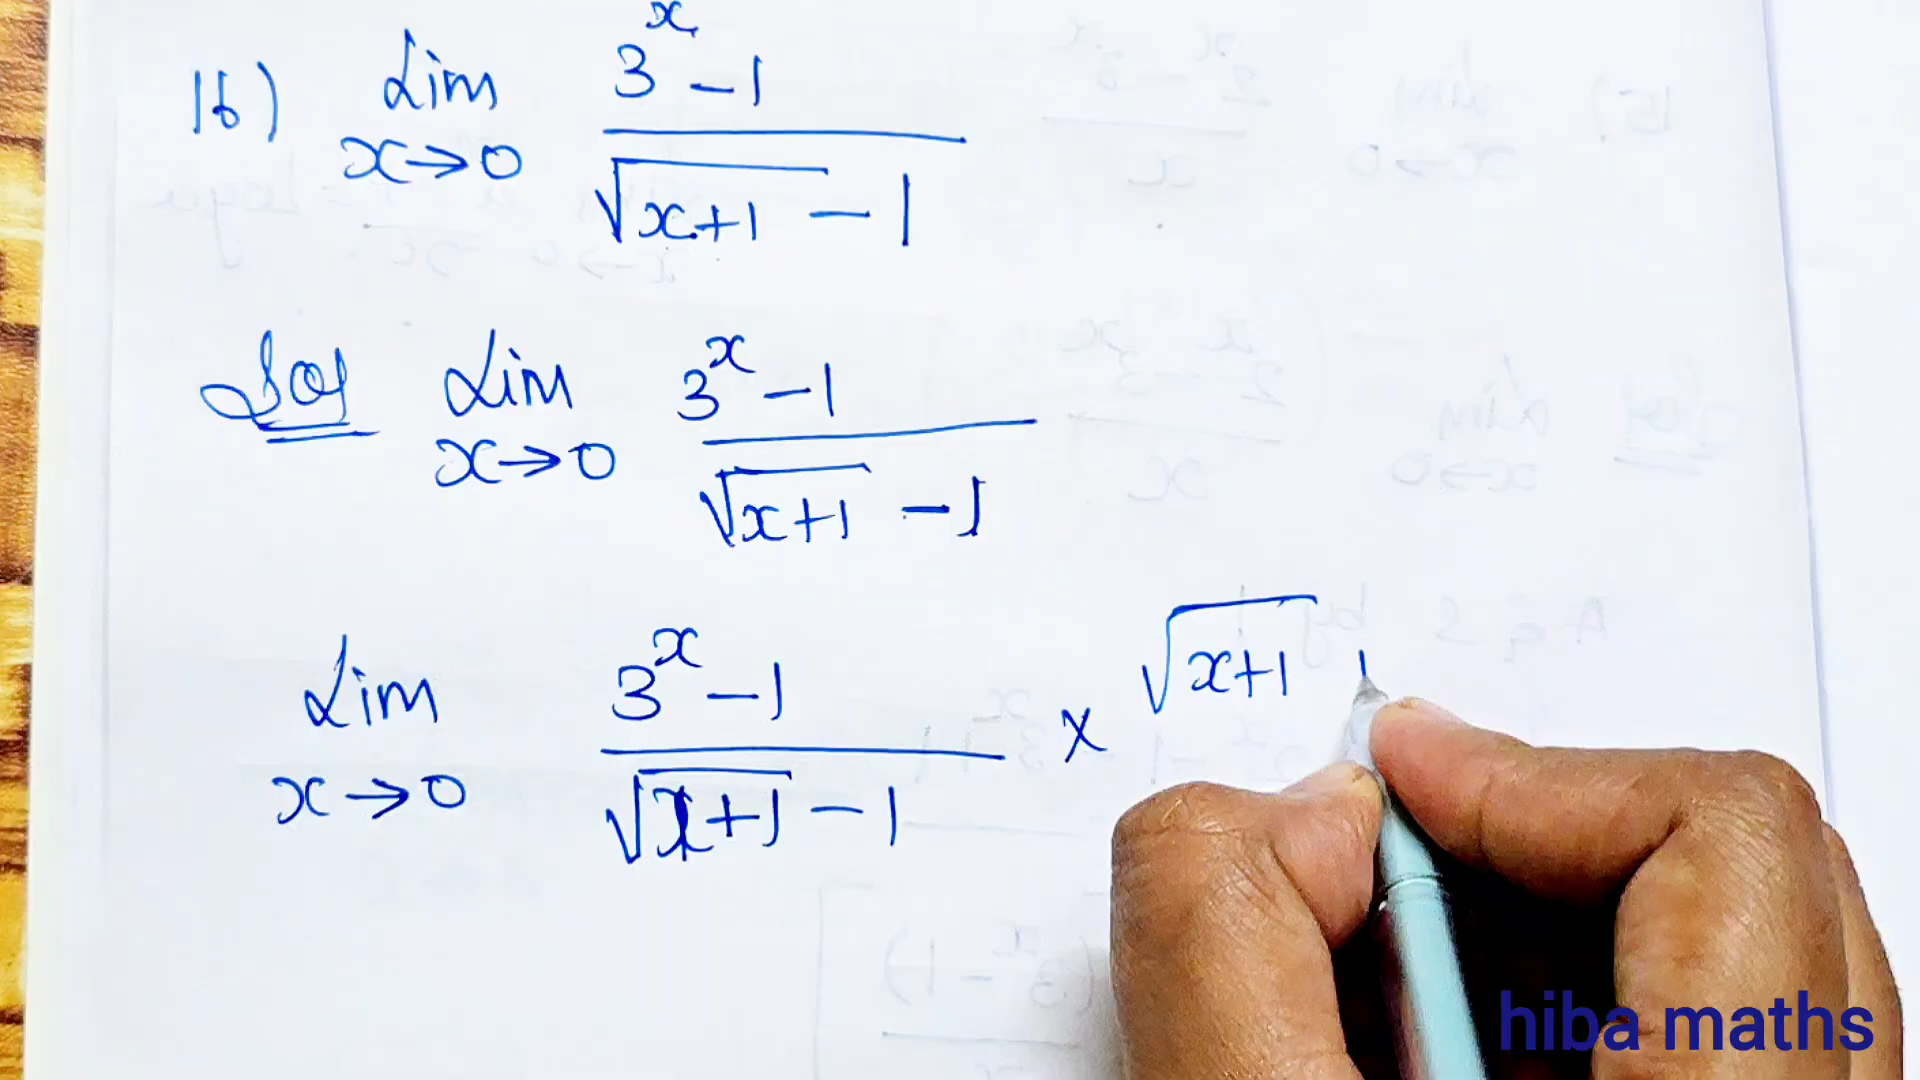 16) Lim 3^x - 1
x→0 √x+1 - 1
Sol Lim 3^x - 1
x→0 √x+1 - 1
Lim 3^x - 1 × √x+1
x→0 √x+1 - 1
hiba maths